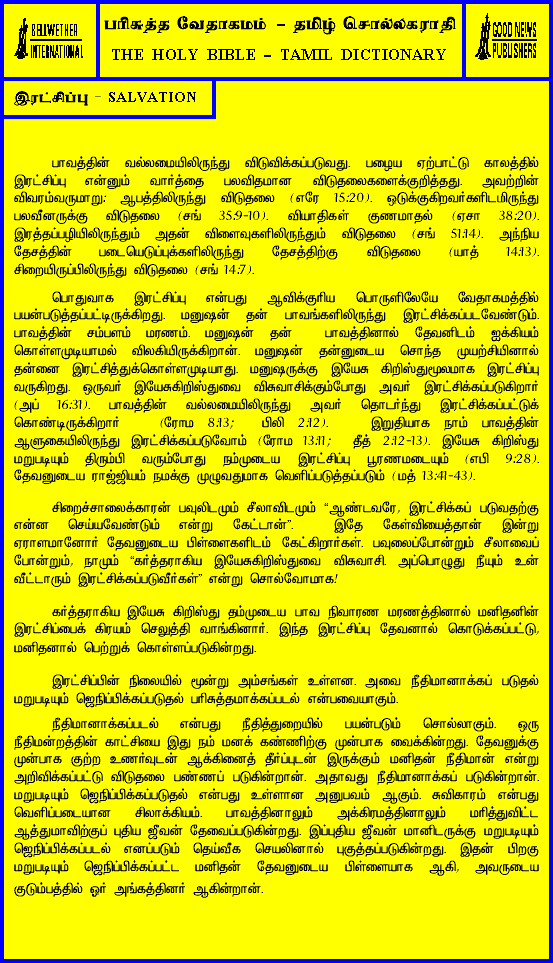 BELLWETHER
INTERNATIONAL
பரிசுத்த வேதாகமம் – தமிழ் சொல்லகராதி
THE HOLY BIBLE – TAMIL DICTIONARY
GOOD NEWS
PUBLISHERS
இரட்சிப்பு – SALVATION
பாவத்தின் வல்லமையிலிருந்து விடுவிக்கப்படுவது. பழைய ஏற்பாட்டு காலத்தில்
இரட்சிப்பு என்னும் வார்த்தை பலவிதமான விடுதலைகளைக்குறித்தது. அவற்றின்
விவரம்வருமாறு: ஆபத்திலிருந்து விடுதலை (எரே 15:20). ஒடுக்குகிறவர்களிடமிருந்து
பலவீனருக்கு விடுதலை (சங் 35:9-10). வியாதிகள் குணமாதல் (ஏசா 38:20).
இரத்தப்பழியிலிருந்தும் அதன் விளைவுகளிலிருந்தும் விடுதலை (சங் 51:14). அந்நிய
தேசத்தின் படையெடுப்புக்களிலிருந்து தேசத்திற்கு விடுதலை (யாத் 14:13).
சிறையிருப்பிலிருந்து விடுதலை (சங் 14:7).
பொதுவாக இரட்சிப்பு என்பது ஆவிக்குரிய பொருளிலேயே வேதாகமத்தில்
பயன்படுத்தப்பட்டிருக்கிறது. மனுஷன் தன் பாவங்களிலிருந்து இரட்சிக்கப்படவேண்டும்.
பாவத்தின் சம்பளம் மரணம். மனுஷன் தன் பாவத்தினால் தேவனிடம் ஐக்கியம்
கொள்ளமுடியாமல் விலகியிருக்கிறான். மனுஷன் தன்னுடைய சொந்த முயற்சியினால்
தன்னை இரட்சித்துக்கொள்ளமுடியாது. மனுஷருக்கு இயேசு கிறிஸ்துமூலமாக இரட்சிப்பு
வருகிறது. ஒருவர் இயேசுகிறிஸ்துவை விசுவாசிக்கும்போது அவர் இரட்சிக்கப்படுகிறார்
(அப் 16:31). பாவத்தின் வல்லமையிலிருந்து அவர் தொடர்ந்து இரட்சிக்கப்பட்டுக்
கொண்டிருக்கிறார் (ரோம 8:13; பிலி 2:12). இறுதியாக நாம் பாவத்தின்
ஆளுகையிலிருந்து இரட்சிக்கப்படுவோம் (ரோம 13:11; தீத் 2:12-13). இயேசு கிறிஸ்து
மறுபடியும் திரும்பி வரும்போது நம்முடைய இரட்சிப்பு பூரணமடையும் (எபி 9:28).
தேவனுடைய ராஜ்ஜியம் நமக்கு முழுவதுமாக வெளிப்படுத்தப்படும் (மத் 13:41-43).
சிறைச்சாலைக்காரன் பவுலிடமும் சீலாவிடமும் “ஆண்டவரே, இரட்சிக்கப் படுவதற்கு
என்ன செய்யவேண்டும் என்று கேட்டான்”. இதே கேள்வியைத்தான் இன்று
ஏராளமானோர் தேவனுடைய பிள்ளைகளிடம் கேட்கிறார்கள். பவுலைப்போன்றும் சீலாவைப்
போன்றும், நாமும் “கர்த்தராகிய இயேசுகிறிஸ்துவை விசுவாசி. அப்பொழுது நீயும் உன்
வீட்டாரும் இரட்சிக்கப்படுவீர்கள்” என்று சொல்வோமாக!
கர்த்தராகிய இயேசு கிறிஸ்து தம்முடைய பாவ நிவாரண மரணத்தினால் மனிதனின்
இரட்சிப்பைக் கிரயம் செலுத்தி வாங்கினார். இந்த இரட்சிப்பு தேவனால் கொடுக்கப்பட்டு,
மனிதனால் பெற்றுக் கொள்ளப்படுகின்றது.
இரட்சிப்பின் நிலையில் மூன்று அம்சங்கள் உள்ளன. அவை நீதிமானாக்கப் படுதல்
மறுபடியும் ஜெநிப்பிக்கப்படுதல் பரிசுத்தமாக்கப்படல் என்பவையாகும்.
நீதிமானாக்கப்படல் என்பது நீதித்துறையில் பயன்படும் சொல்லாகும். ஒரு
நீதிமன்றத்தின் காட்சியை இது நம் மனக் கண்ணிற்கு முன்பாக வைக்கின்றது. தேவனுக்கு
முன்பாக குற்ற உணர்வுடன் ஆக்கினைத் தீர்ப்புடன் இருக்கும் மனிதன் நீதிமான் என்று
அறிவிக்கப்பட்டு விடுதலை பண்ணப் படுகின்றான். அதாவது நீதிமானாக்கப் படுகின்றான்.
மறுபடியும் ஜெநிப்பிக்கப்படுதல் என்பது உள்ளான அனுபவம் ஆகும். சுவிகாரம் என்பது
வெளிப்படையான சிலாக்கியம். பாவத்தினாலும் அக்கிரமத்தினாலும் மரித்துவிட்ட
ஆத்துமாவிற்குப் புதிய ஜீவன் தேவைப்படுகின்றது. இப்புதிய ஜீவன் மானிடருக்கு மறுபடியும்
ஜெநிப்பிக்கப்படல் எனப்படும் தெய்வீக செயலினால் புகுத்தப்படுகின்றது. இதன் பிறகு
மறுபடியும் ஜெநிப்பிக்கப்பட்ட மனிதன் தேவனுடைய பிள்ளையாக ஆகி, அவருடைய
குடும்பத்தில் ஓர் அங்கத்தினர் ஆகின்றான்.